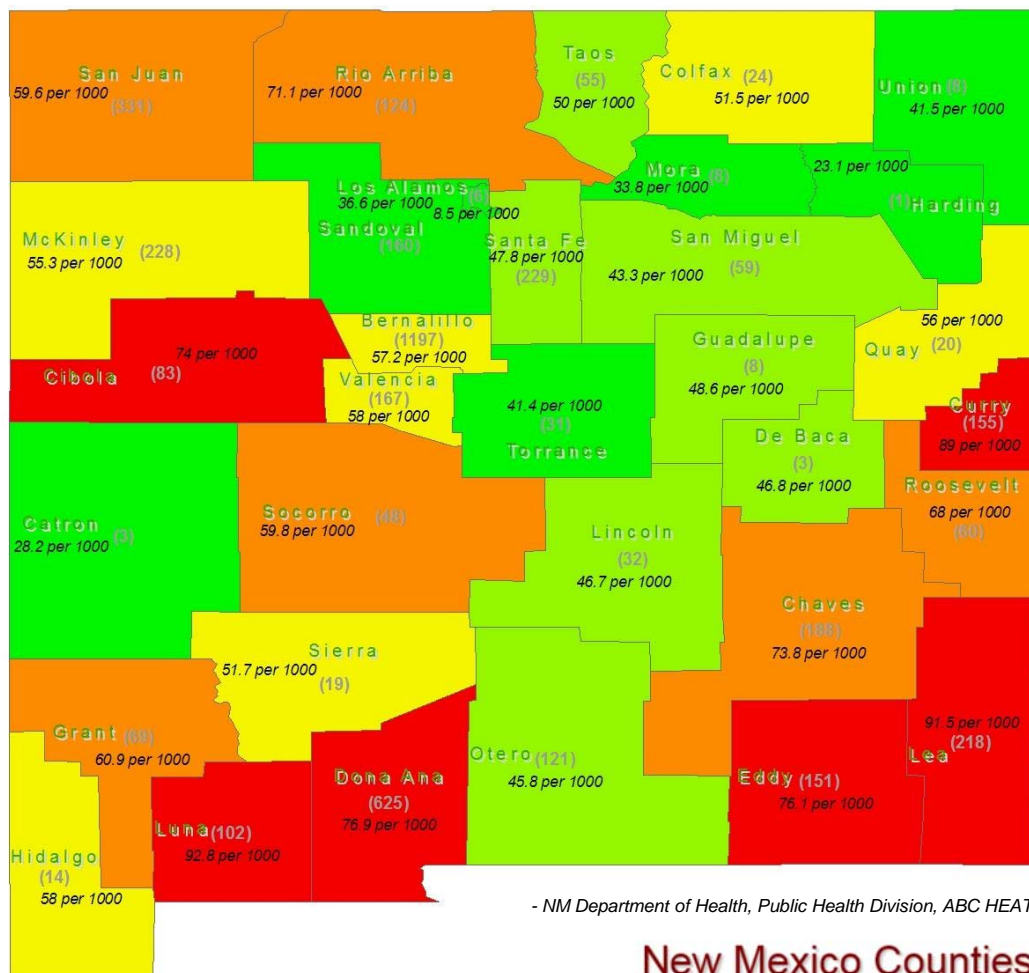 San Juan
59.6 per 1000
(331)
Rio Arriba
71.1 per 1000
(124)
Taos
(55)
50 per 1000
Colfax (24)
51.5 per 1000
Union (8)
41.5 per 1000
Mora (8)
33.8 per 1000
23.1 per 1000
(1) Harding
Los Alamos (6)
36.6 per 1000
8.5 per 1000
Sandoval
(160)
McKinley (228)
55.3 per 1000
Santa Fe
47.8 per 1000
(229)
San Miguel
(59)
43.3 per 1000
Bernalillo
(1197)
57.2 per 1000
Guadalupe
(8)
48.6 per 1000
56 per 1000
Quay (20)
74 per 1000
Cibola (83)
Valencia
(167)
58 per 1000
41.4 per 1000
(31)
Torrance
Curry
(155)
89 per 1000
De Baca
(3)
46.8 per 1000
Roosevelt
68 per 1000
(60)
Catron (3)
28.2 per 1000
Socorro (48)
59.8 per 1000
Lincoln
(32)
46.7 per 1000
Chaves
(188)
73.8 per 1000
Sierra
51.7 per 1000
(19)
Grant (69)
60.9 per 1000
Dona Ana
(625)
76.9 per 1000
Otero (121)
45.8 per 1000
Eddy (151)
76.1 per 1000
91.5 per 1000
Lea (218)
Luna (102)
92.8 per 1000
Hidalgo
(14)
58 per 1000
- NM Department of Health, Public Health Division, ABC HEAT
New Mexico Counties